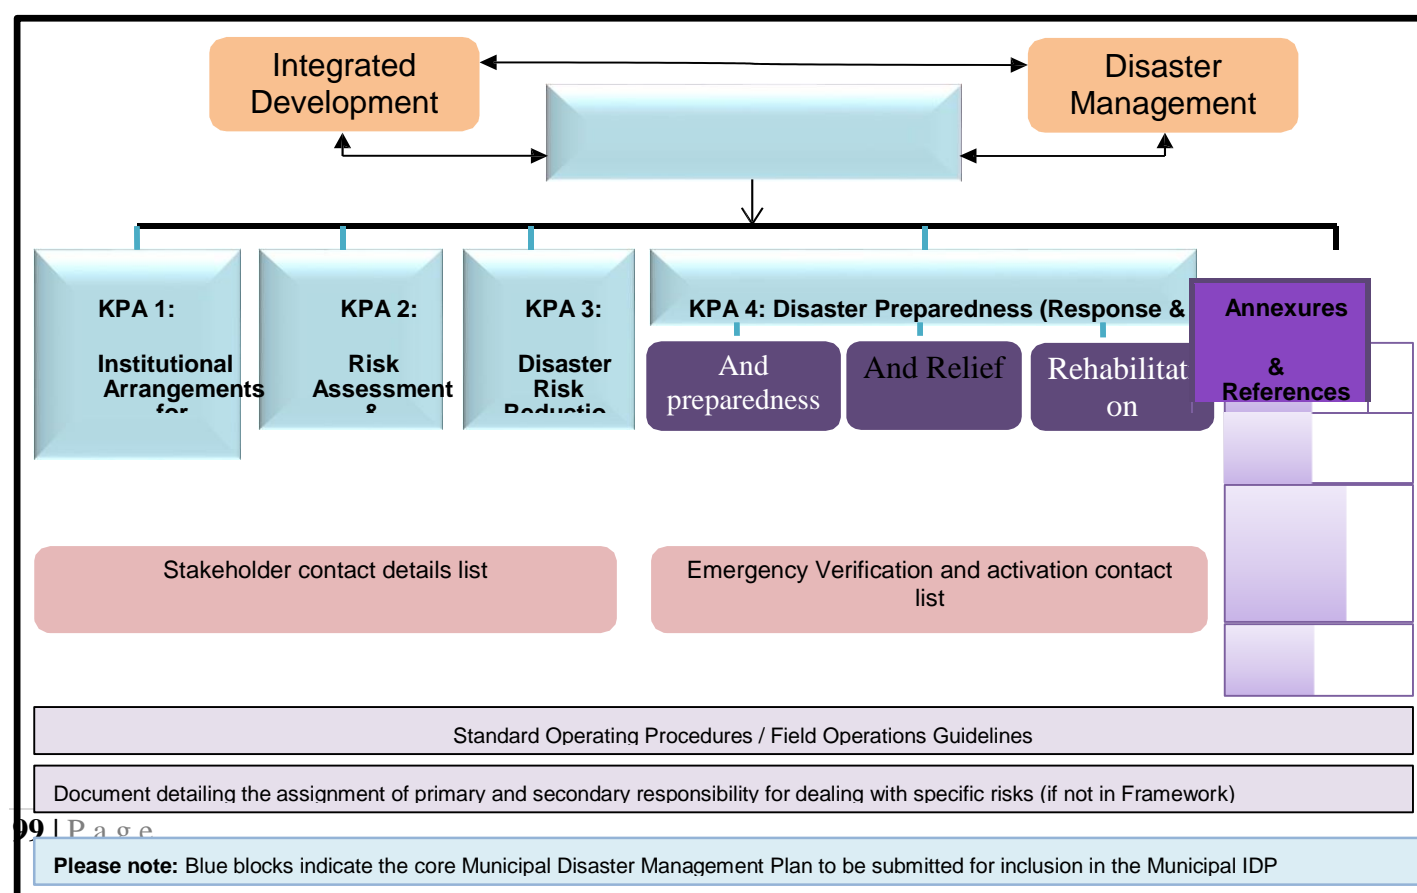 Integrated
Development
Disaster
Management
KPA 1:
Institutional
Arrangements
for
KPA 2:
Risk
Assessment
&
KPA 3:
Disaster
Risk
Reductio
KPA 4: Disaster Preparedness (Response &
And
preparedness
And Relief
Rehabilitat
on
Annexures
&
References
Stakeholder contact details list
Emergency Verification and activation contact
list
Standard Operating Procedures / Field Operations Guidelines
Document detailing the assignment of primary and secondary responsibility for dealing with specific risks (if not in Framework)
99 | P a g e
Please note: Blue blocks indicate the core Municipal Disaster Management Plan to be submitted for inclusion in the Municipal IDP